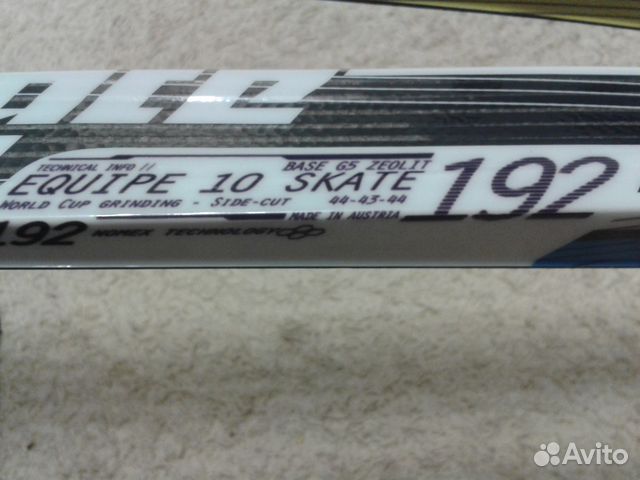 TECHNICAL INFO //
BASE G5 ZEOLIT
EQUIPE 10 SKATE
192
WORLD CUP GRINDING - SIDE-CUT 44-43-44
MADE IN AUSTRIA
192 NOMEX TECHNOLOGY
Avito